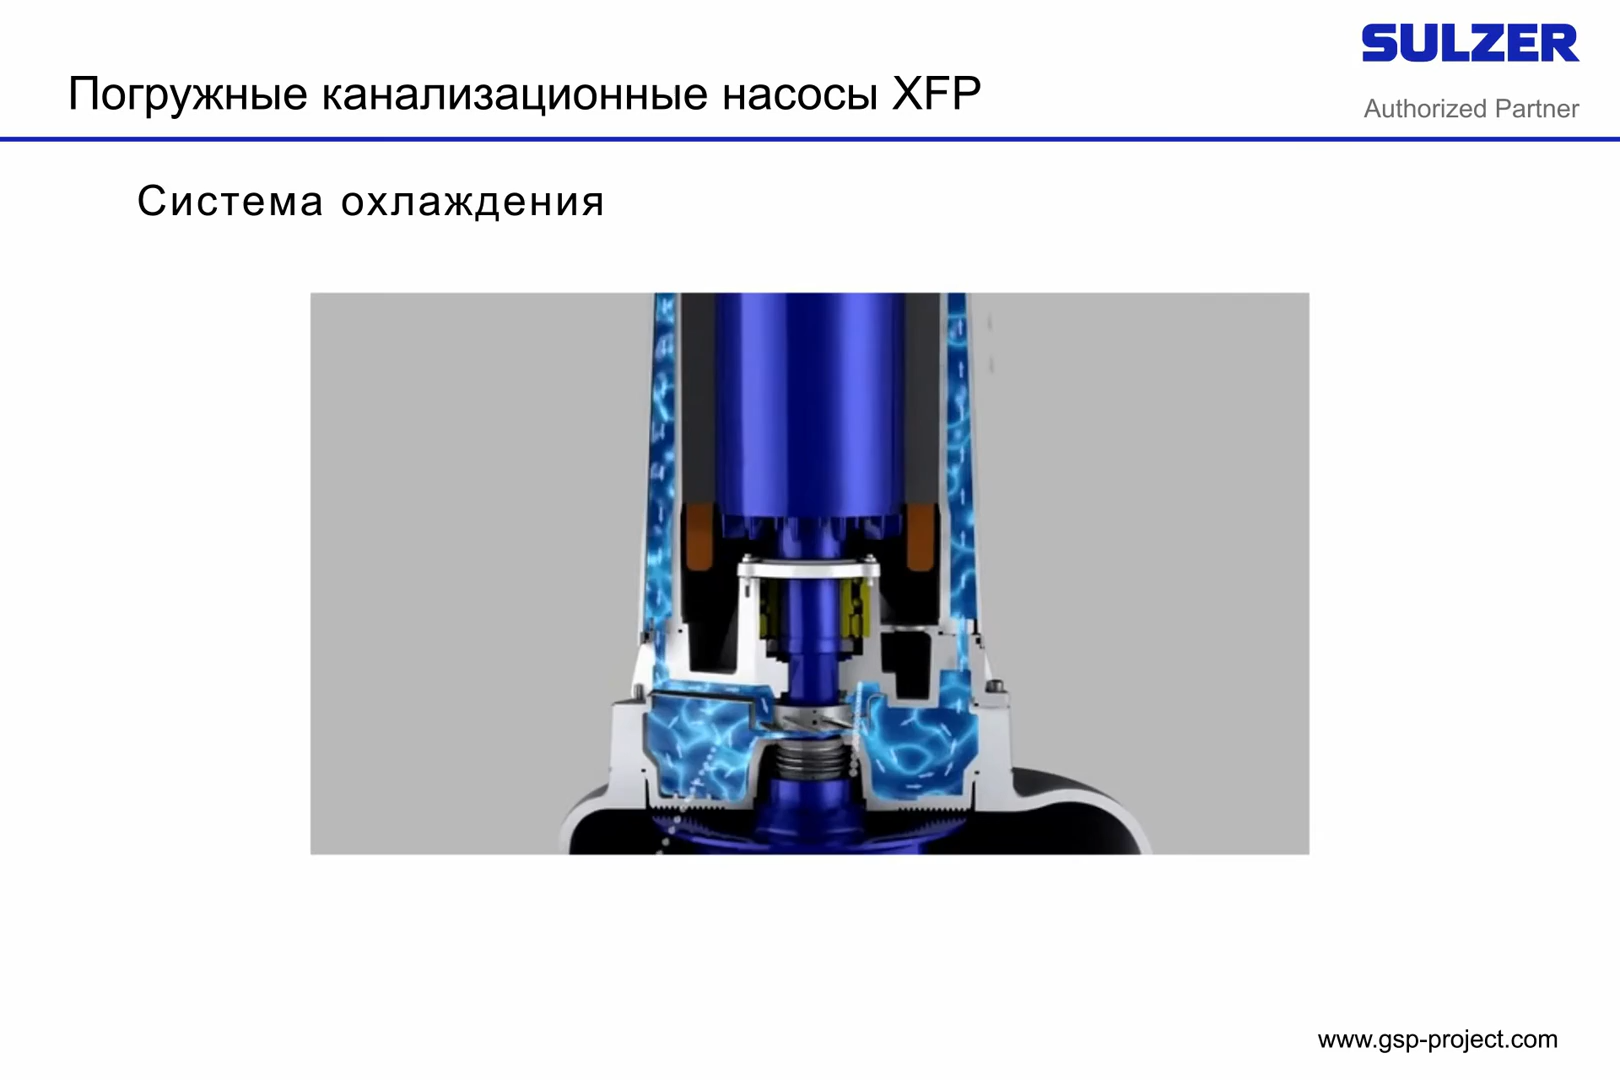 SULZER
Погружные канализационные насосы XFP
Authorized Partner
Система охлаждения
www.gsp-project.com